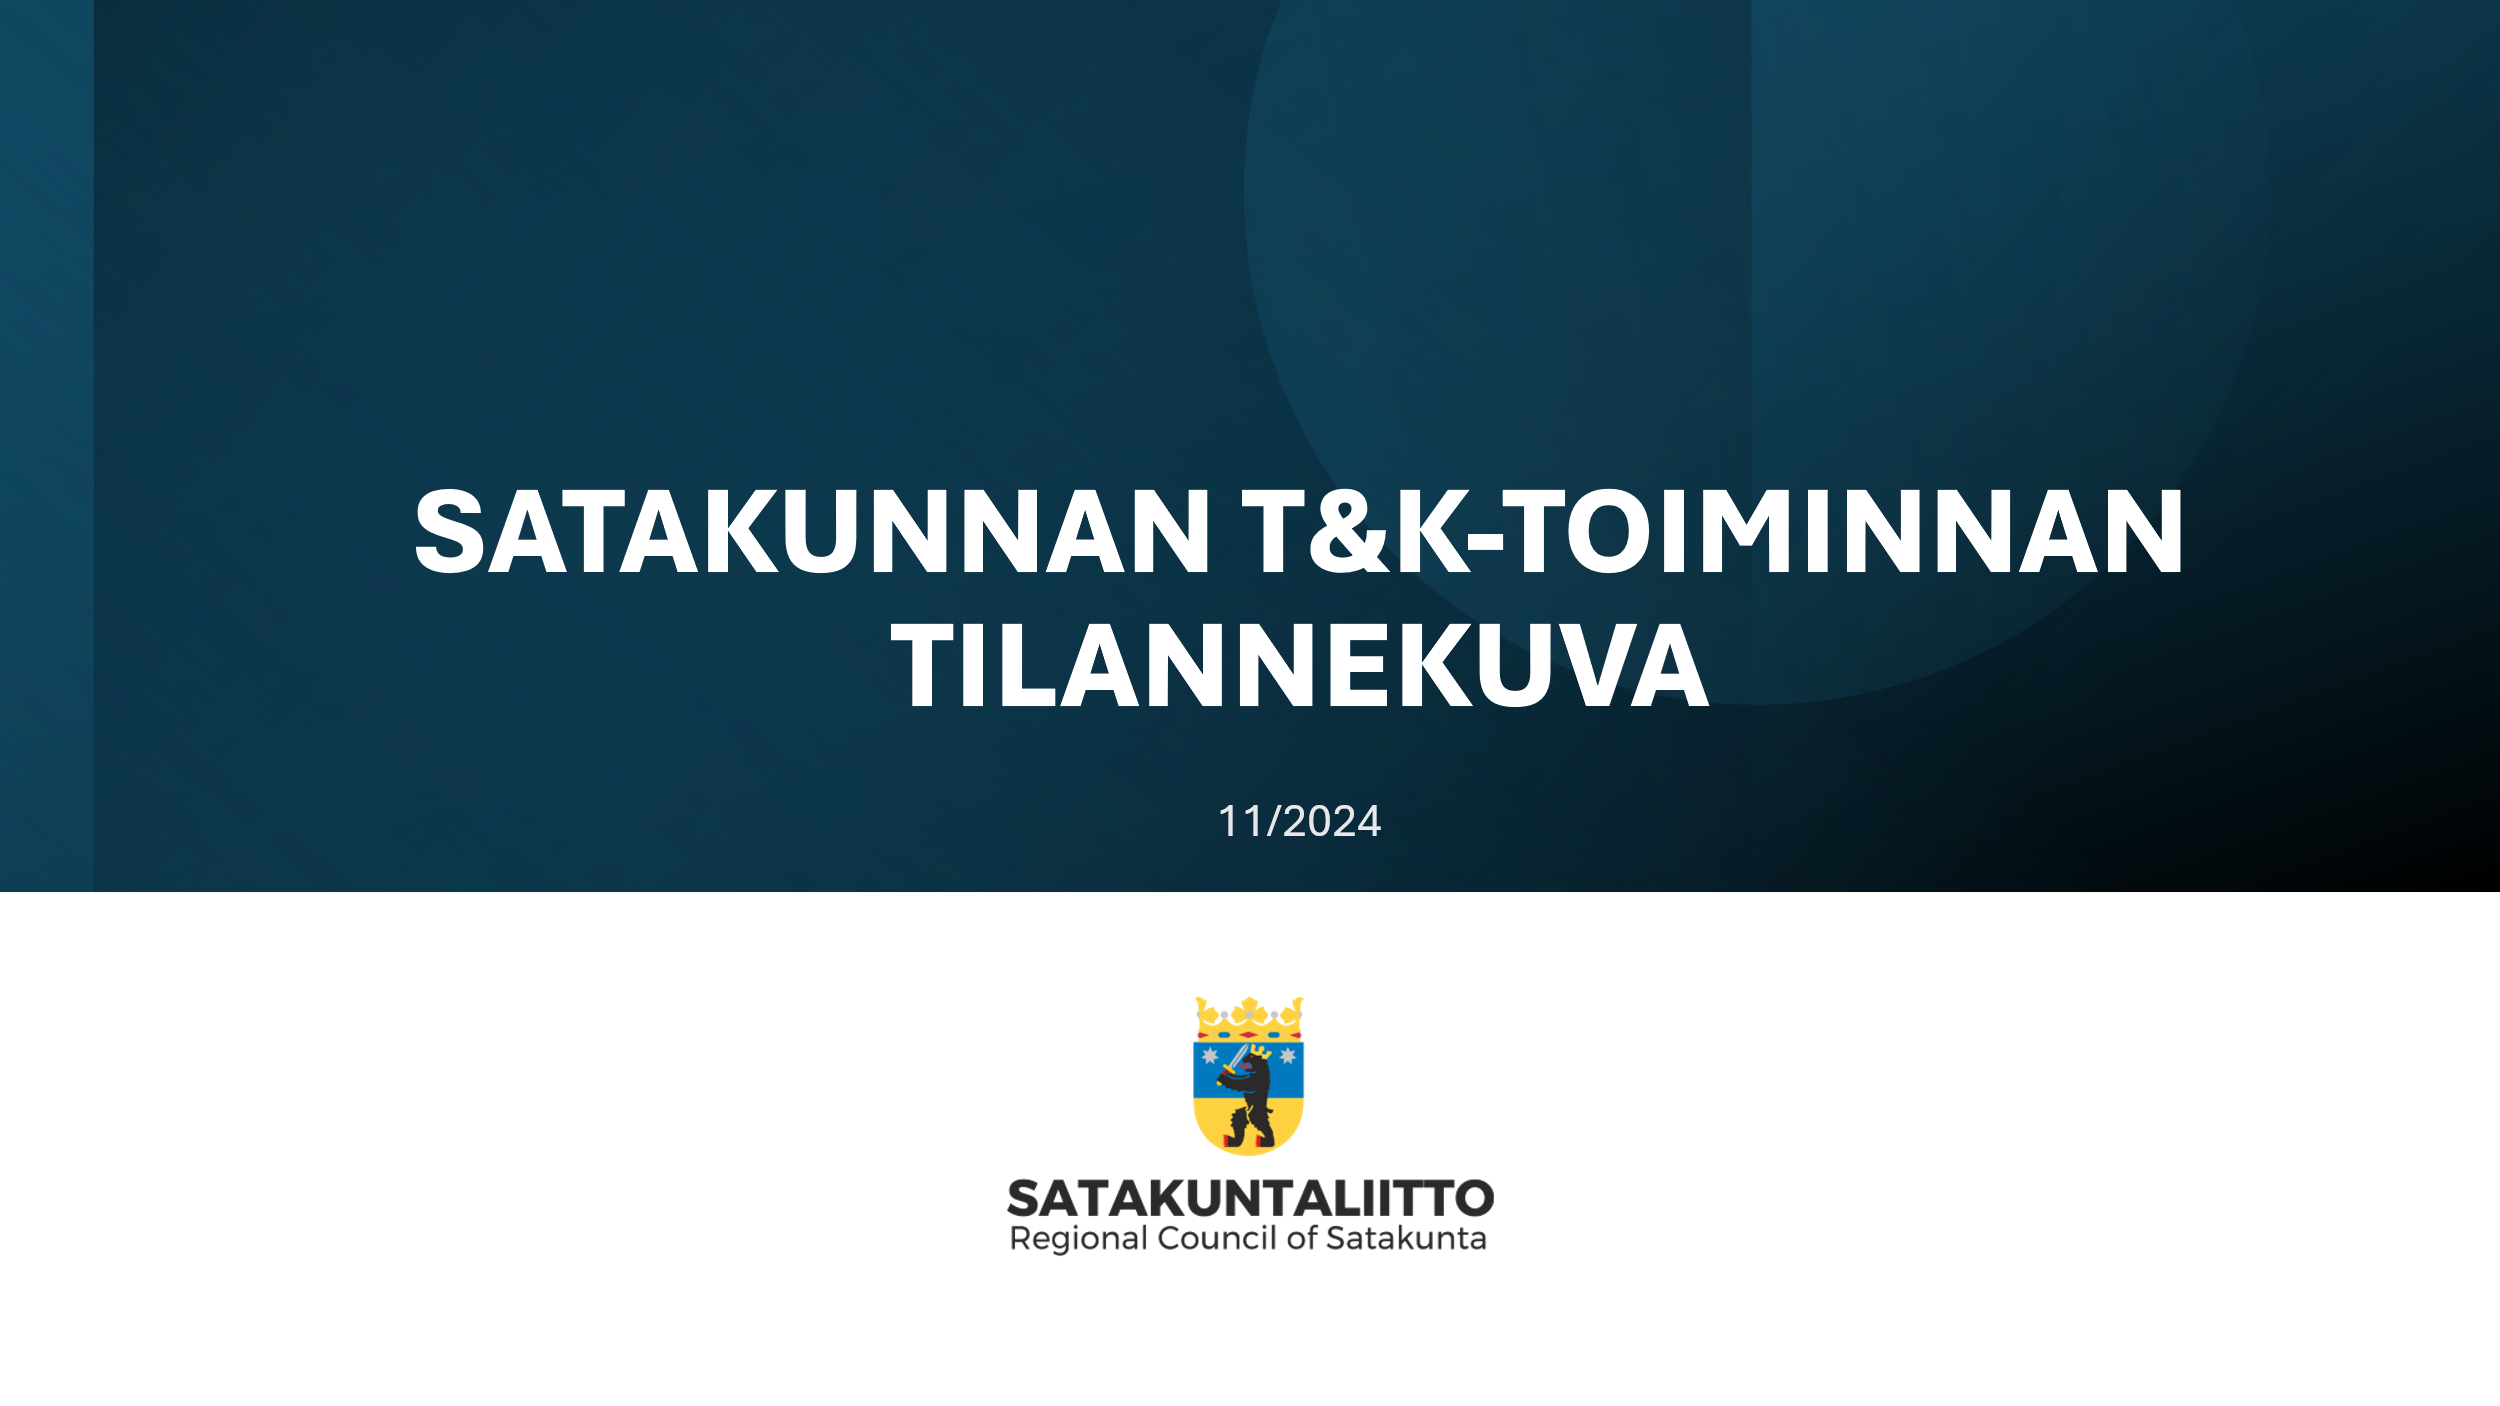 SATAKUNNAN T&K-TOIMINNAN
TILANNEKUVA
11/2024
SATAKUNTALIITTO
Regional Council of Satakunta